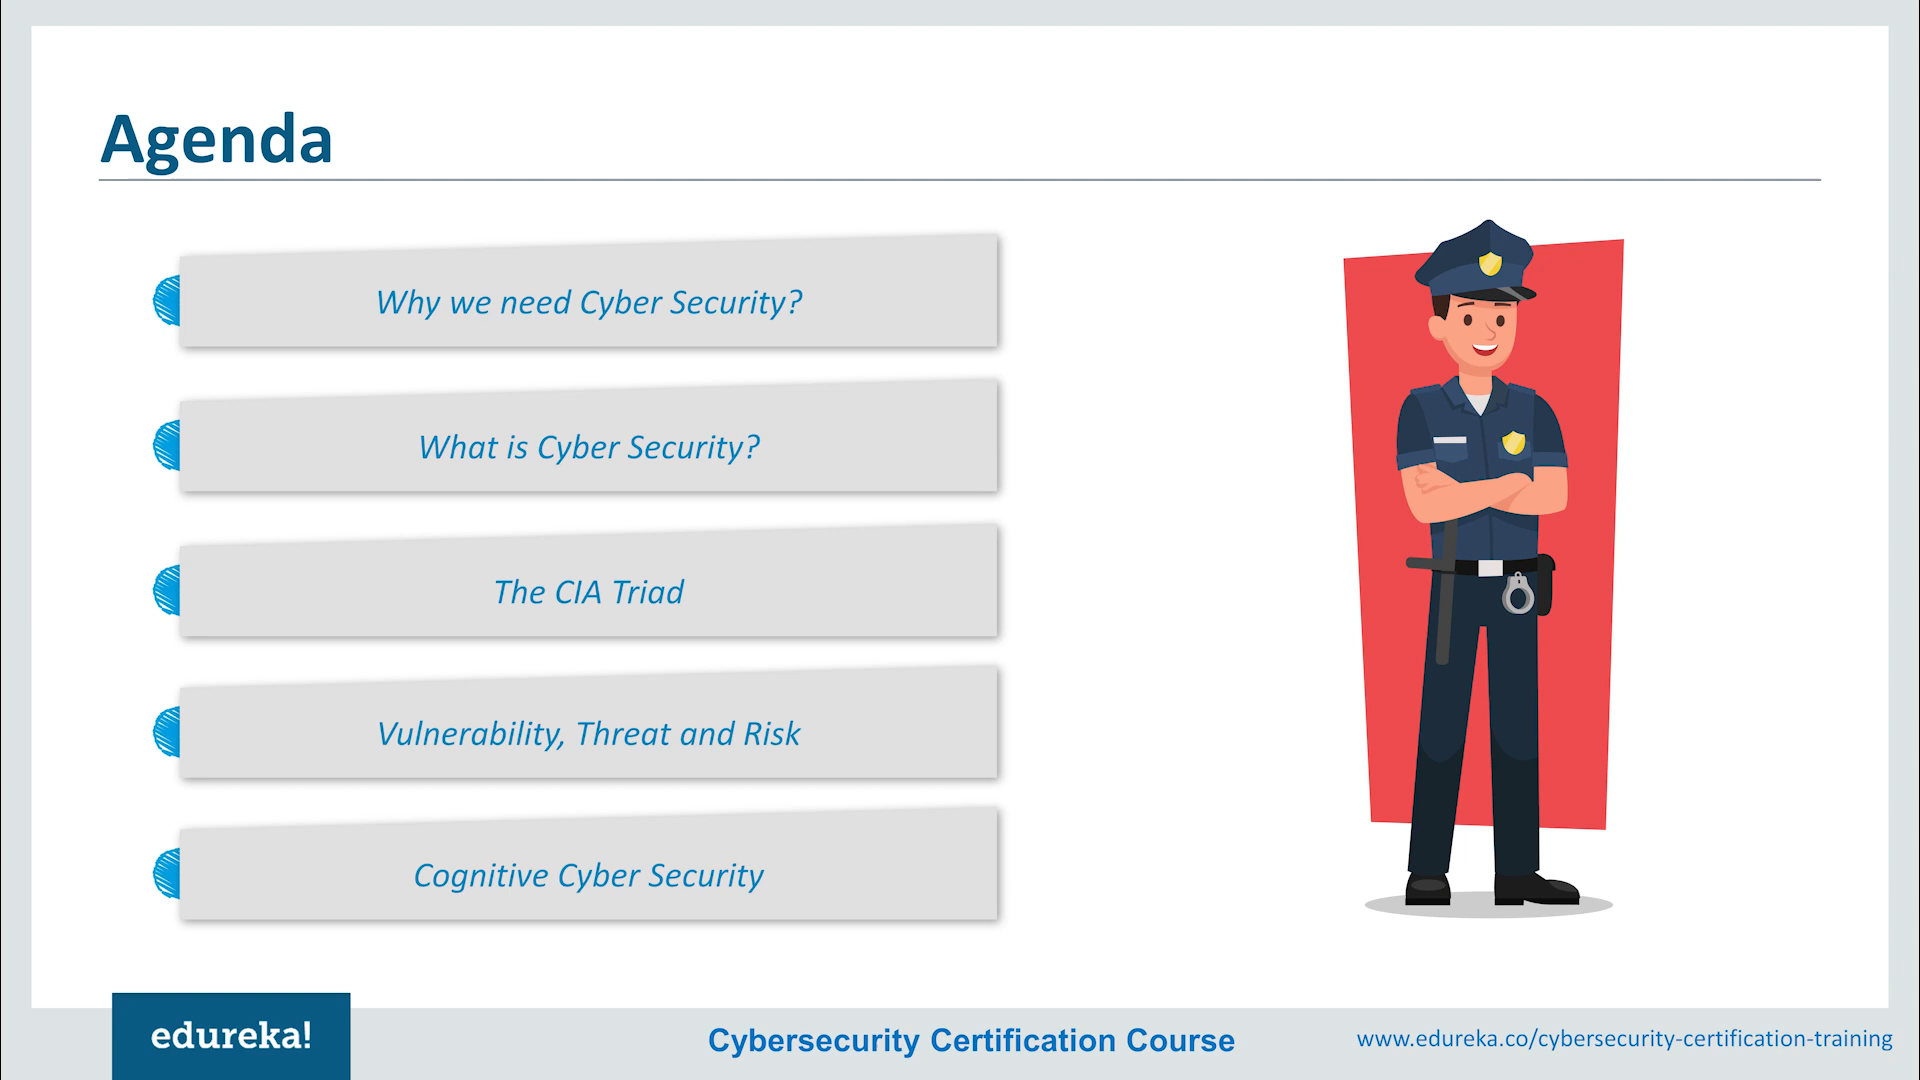 Agenda
Why we need Cyber Security?
What is Cyber Security?
The CIA Triad
Vulnerability, Threat and Risk
Cognitive Cyber Security
edureka!
Cybersecurity Certification Course
www.edureka.co/cybersecurity-certification-training